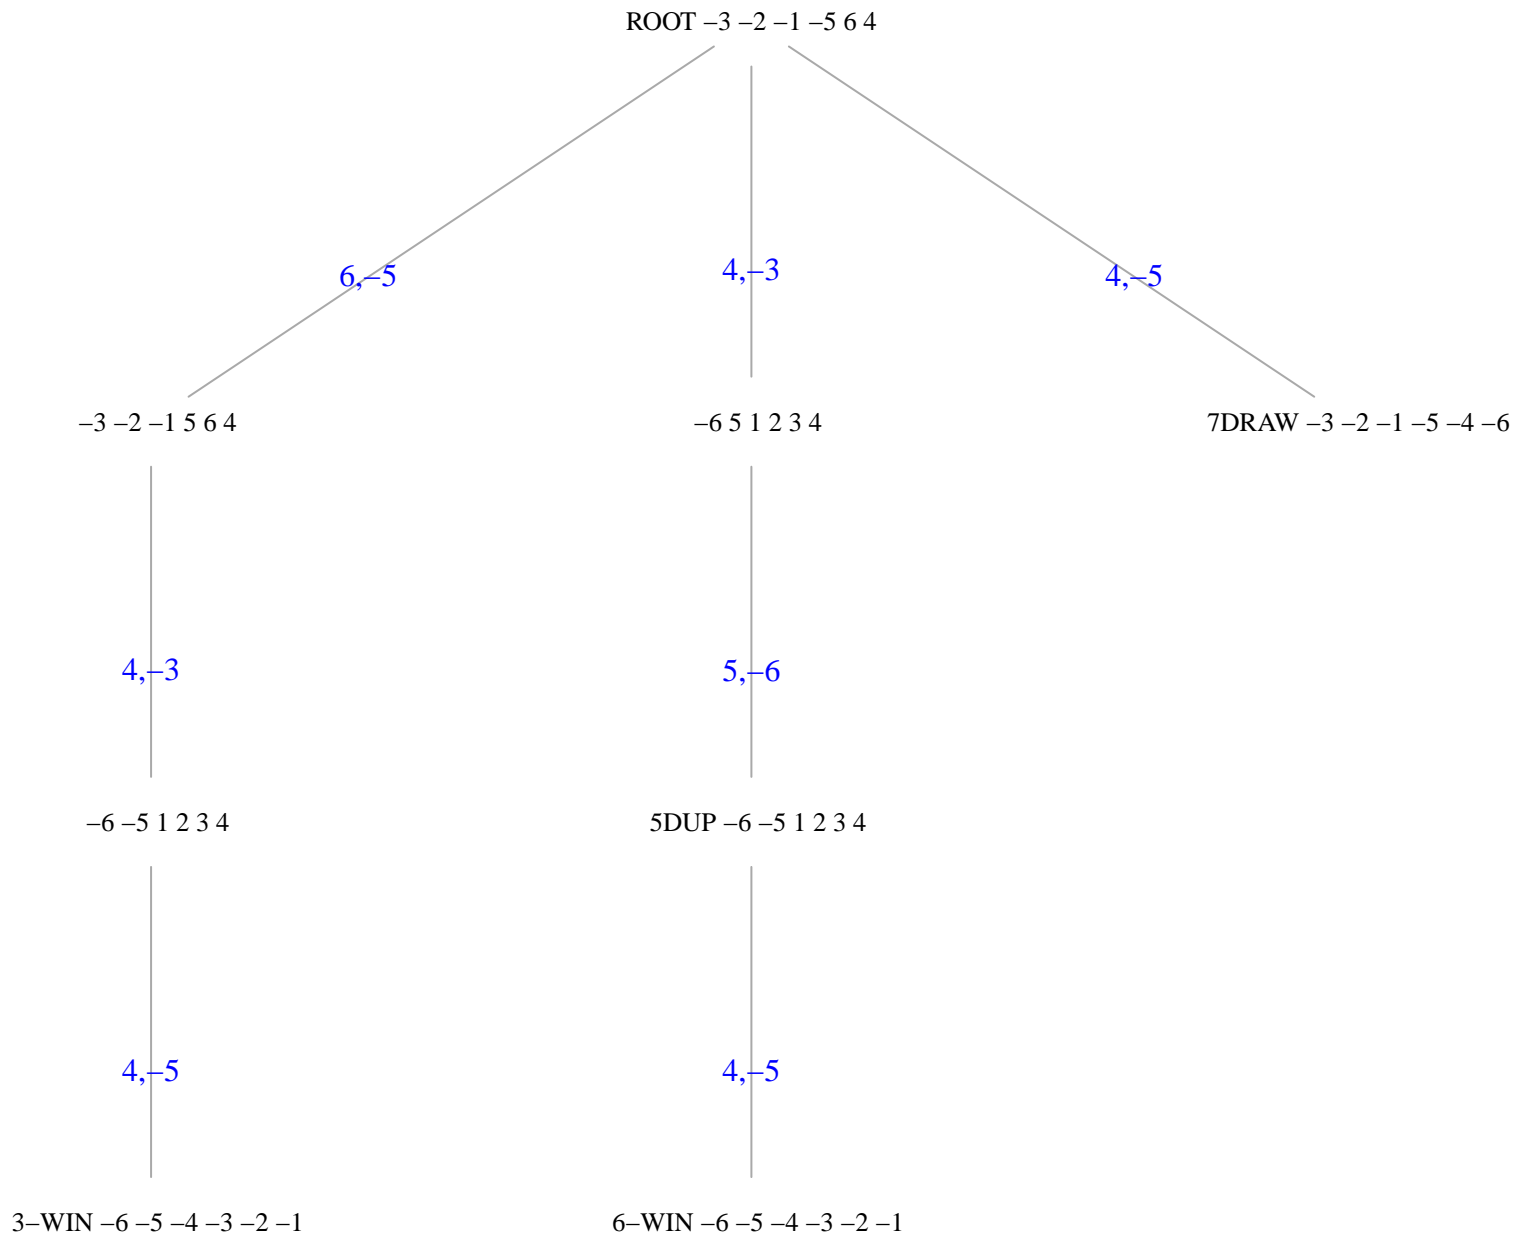 ROOT –3 –2 –1 –5 6 4
6,–5
4,–3
4,–5
–3 –2 –1 5 6 4
–6 5 1 2 3 4
7DRAW –3 –2 –1 –5 –4 –6
4,–3
5,–6
–6 –5 1 2 3 4
5DUP –6 –5 1 2 3 4
4,–5
4,–5
3–WIN –6 –5 –4 –3 –2 –1
6–WIN –6 –5 –4 –3 –2 –1